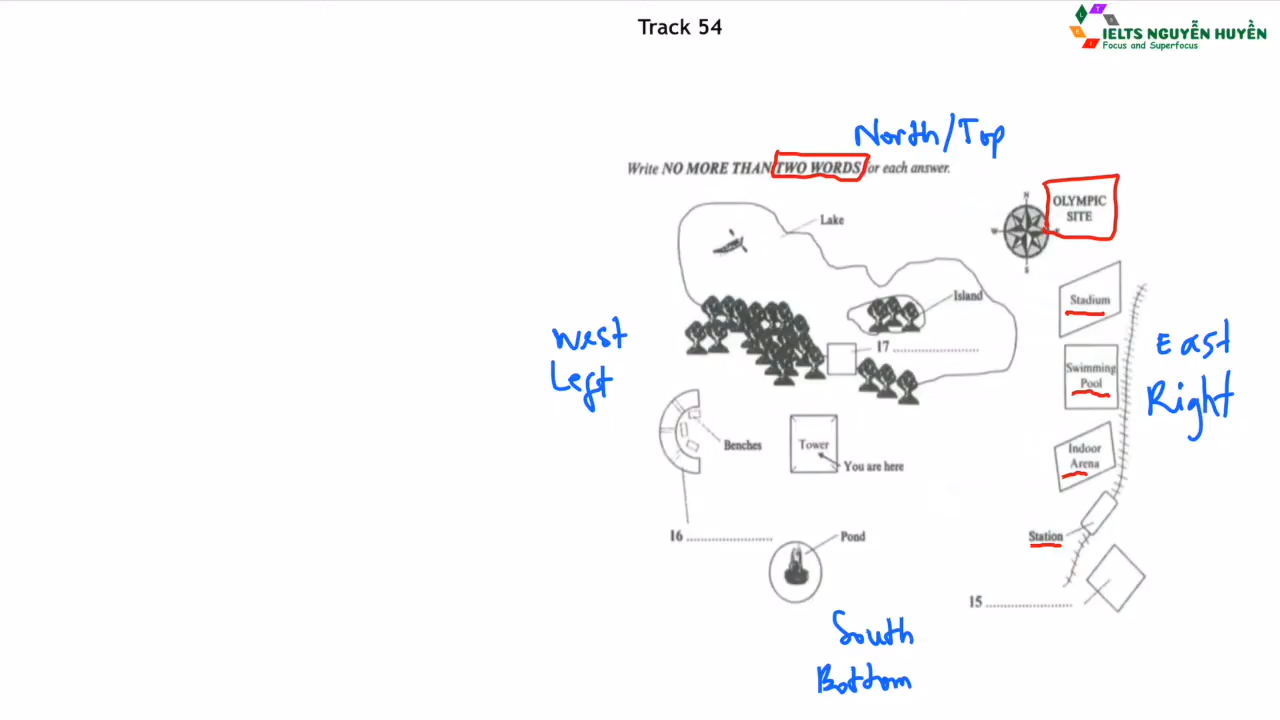 Track 54
IELTS NGUYỄN HUYỀN
Focus and Superfocus
North/Top
Write NO MORE THAN TWO WORDS for each answer.
N
W
S
OLYMPIC
SITE
Lake
Island
Stadium
West
Left
17 ....................
East
Right
Swimming
Pool
Benches
Tower
You are here
Indoor
Arena
16 ....................
Pond
Station
15 ....................
South
Bottom